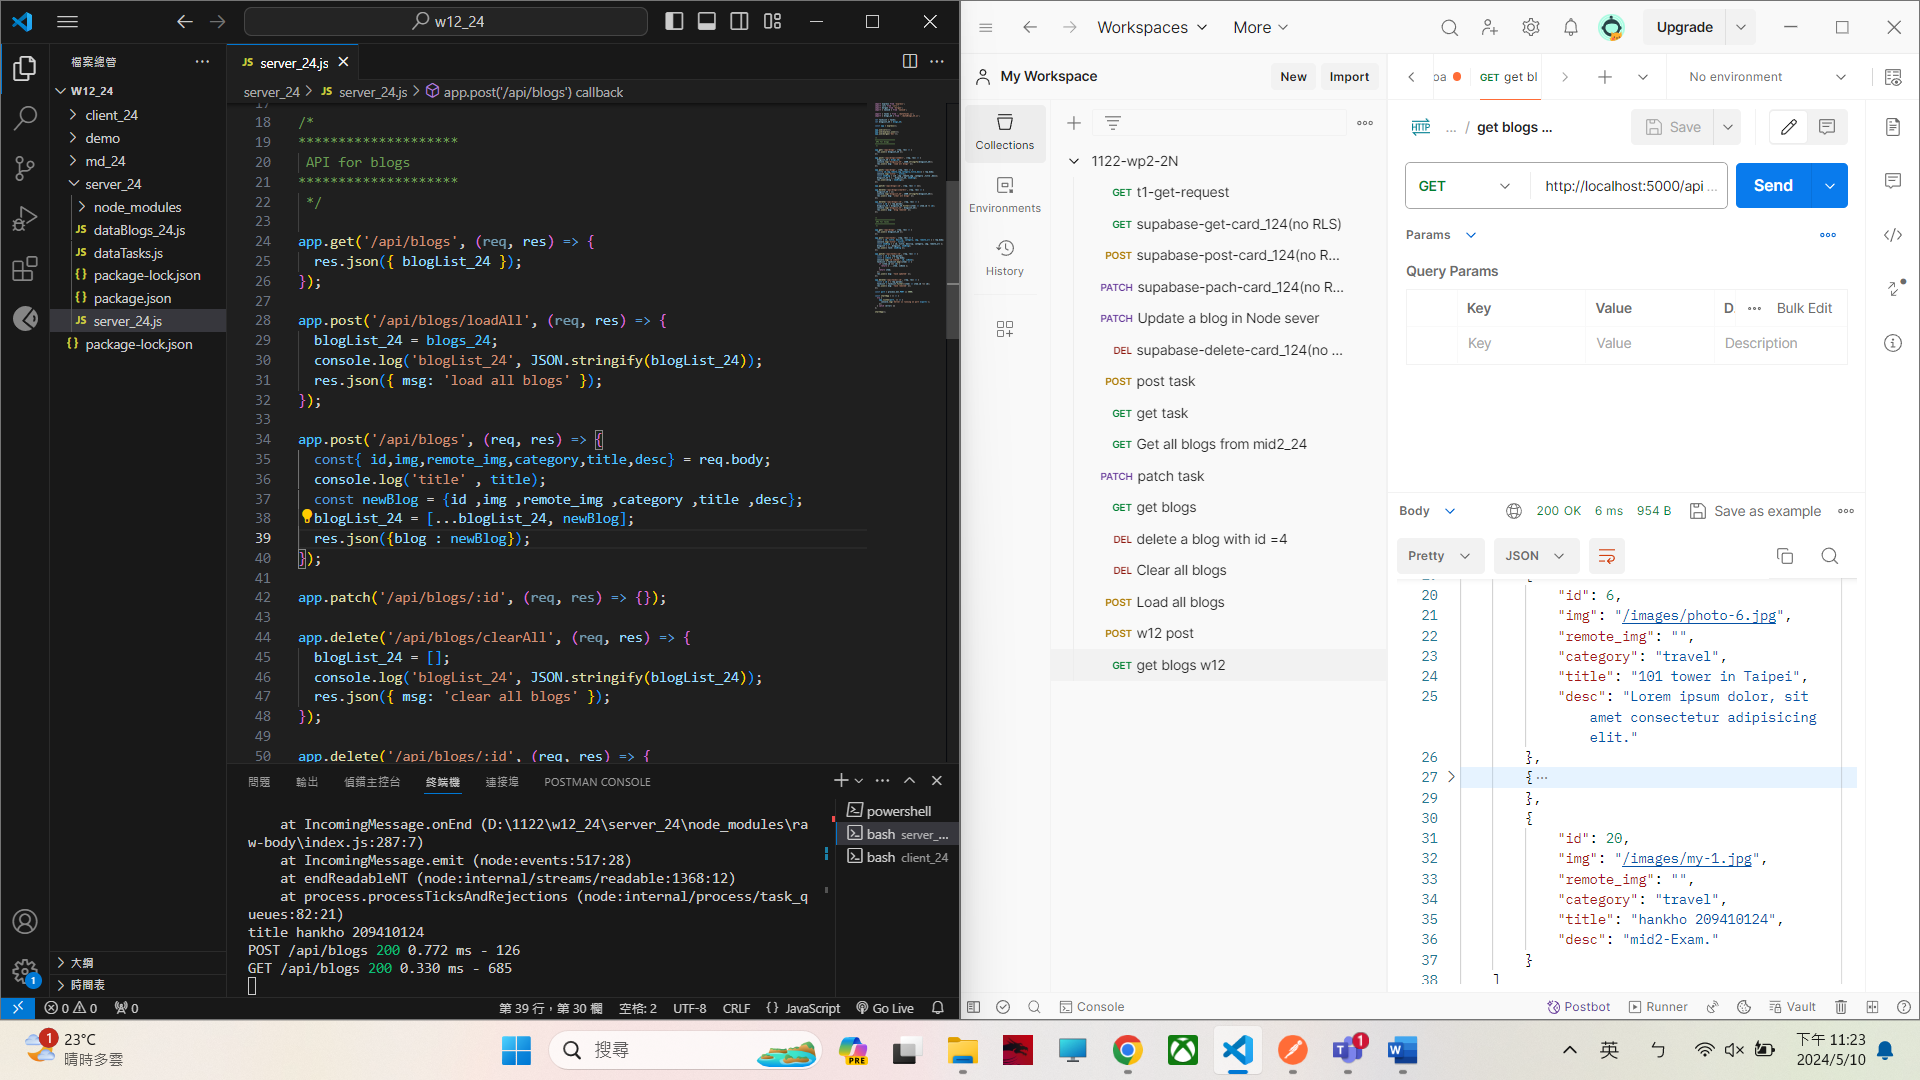 w12_24
檔案總管
W12_24
client_24
demo
md_24
server_24
node_modules
dataBlogs_24.js
dataTasks.js
package-lock.json
package.json
server_24.js
package-lock.json
大綱
時間表
JS server_24.js
server_24 > JS server_24.js > app.post('/api/blogs') callback
17
18 /*
19 ********************
20 API for blogs
21 ********************
22 */
23
24 app.get('/api/blogs', (req, res) => {
25 res.json({ blogList_24 });
26 });
27
28 app.post('/api/blogs/loadAll', (req, res) => {
29 blogList_24 = blogs_24;
30 console.log('blogList_24', JSON.stringify(blogList_24));
31 res.json({ msg: 'load all blogs' });
32 });
33
34 app.post('/api/blogs', (req, res) => {
35 const{ id,img,remote_img,category,title,desc} = req.body;
36 console.log('title' , title);
37 const newBlog = {id ,img ,remote_img ,category ,title ,desc};
38 blogList_24 = [...blogList_24, newBlog];
39 res.json({blog : newBlog});
40 });
41
42 app.patch('/api/blogs/:id', (req, res) => {});
43
44 app.delete('/api/blogs/clearAll', (req, res) => {
45 blogList_24 = [];
46 console.log('blogList_24', JSON.stringify(blogList_24));
47 res.json({ msg: 'clear all blogs' });
48 });
49
50 app.delete('/api/blogs/:id', (req, res) => {
問題 輸出 偵錯主控台 終端機 連接埠 POSTMAN CONSOLE
at IncomingMessage.onEnd (D:\1122\w12_24\server_24\node_modules\ra
w-body\index.js:287:7)
at IncomingMessage.emit (node:events:517:28)
at endReadableNT (node:internal/streams/readable:1368:12)
at process.processTicksAndRejections (node:internal/process/task_q
ueues:82:21)
title hankho 209410124
POST /api/blogs 200 0.772 ms - 126
GET /api/blogs 200 0.330 ms - 685
powershell
bash server_...
bash client_24
0 0 0 第 39 行，第 30 欄 空格: 2 UTF-8 CRLF {} JavaScript Go Live
Workspaces More Upgrade
My Workspace New Import
Collections
Environments
History
1122-wp2-2N
GET t1-get-request
GET supabase-get-card_124(no RLS)
POST supabase-post-card_124(no R...
PATCH supabase-pach-card_124(no R...
PATCH Update a blog in Node sever
DEL supabase-delete-card_124(no ...
POST post task
GET get task
GET Get all blogs from mid2_24
PATCH patch task
GET get blogs
DEL delete a blog with id =4
DEL Clear all blogs
POST Load all blogs
POST w12 post
GET get blogs w12
oa GET get bl No environment
HTTP ... / get blogs ... Save
GET http://localhost:5000/api ... Send
Params
Query Params
Key Value D Bulk Edit
Key Value Description
Body 200 OK 6 ms 954 B Save as example
Pretty JSON
20 "id": 6,
21 "img": "/images/photo-6.jpg",
22 "remote_img": "",
23 "category": "travel",
24 "title": "101 tower in Taipei",
25 "desc": "Lorem ipsum dolor, sit
amet consectetur adipisicing
elit."
26 },
27 {...
29 },
30 {
31 "id": 20,
32 "img": "/images/my-1.jpg",
33 "remote_img": "",
34 "category": "travel",
35 "title": "hankho 209410124",
36 "desc": "mid2-Exam."
37 }
38 ]
Console Postbot Runner Vault
1 23°C
晴時多雲
搜尋
PRE
1
英 ㄅ
下午 11:23
2024/5/10